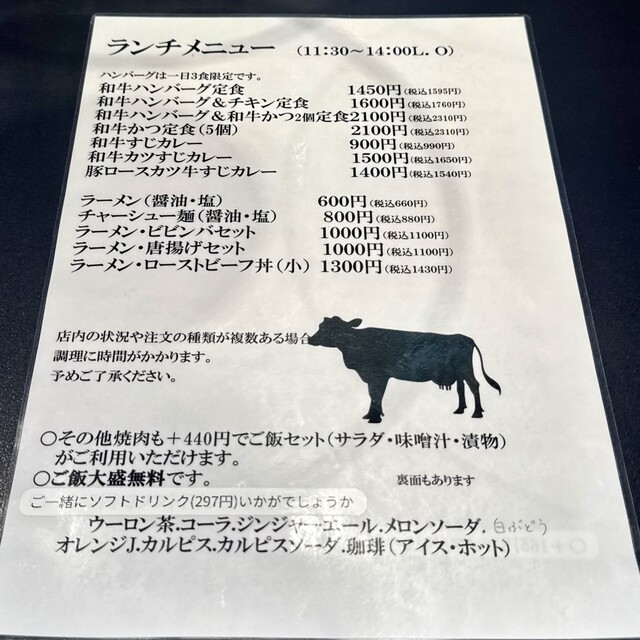 ランチメニュー （11:30～14:00L.O）
ハンバーグは一日3食限定です。
和牛ハンバーグ定食 1450円(税込1595円)
和牛ハンバーグ＆チキン定食 1600円(税込1760円)
和牛ハンバーグ＆和牛かつ2個定食2100円(税込2310円)
和牛かつ定食(5個) 2100円(税込2310円)
和牛すじカレー 900円(税込990円)
和牛カツすじカレー 1500円(税込1650円)
豚ロースカツ牛すじカレー 1400円(税込1540円)
ラーメン(醤油・塩) 600円(税込660円)
チャーシュー麺(醤油・塩) 800円(税込880円)
ラーメン・ビビンバセット 1000円(税込1100円)
ラーメン・唐揚げセット 1000円(税込1100円)
ラーメン・ローストビーフ丼(小) 1300円(税込1430円)
店内の状況や注文の種類が複数ある場合
調理に時間がかかります。
予めご了承ください。
○その他焼肉も＋440円でご飯セット(サラダ・味噌汁・漬物)
がご利用いただけます。
○ご飯大盛無料です。 裏面もあります
ご一緒にソフトドリンク(297円)いかがでしょうか
ウーロン茶.コーラ.ジンジャーエール.メロンソーダ.白ぶどう
オレンジJ.カルピス.カルピスソーダ.珈琲(アイス・ホット)